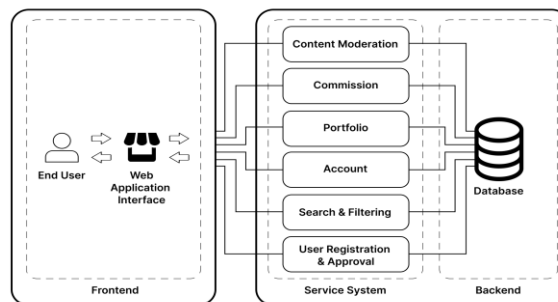 Content Moderation
Commission
Portfolio
Account
Search & Filtering
User Registration
& Approval
End User
Web
Application
Interface
Database
Frontend
Service System
Backend